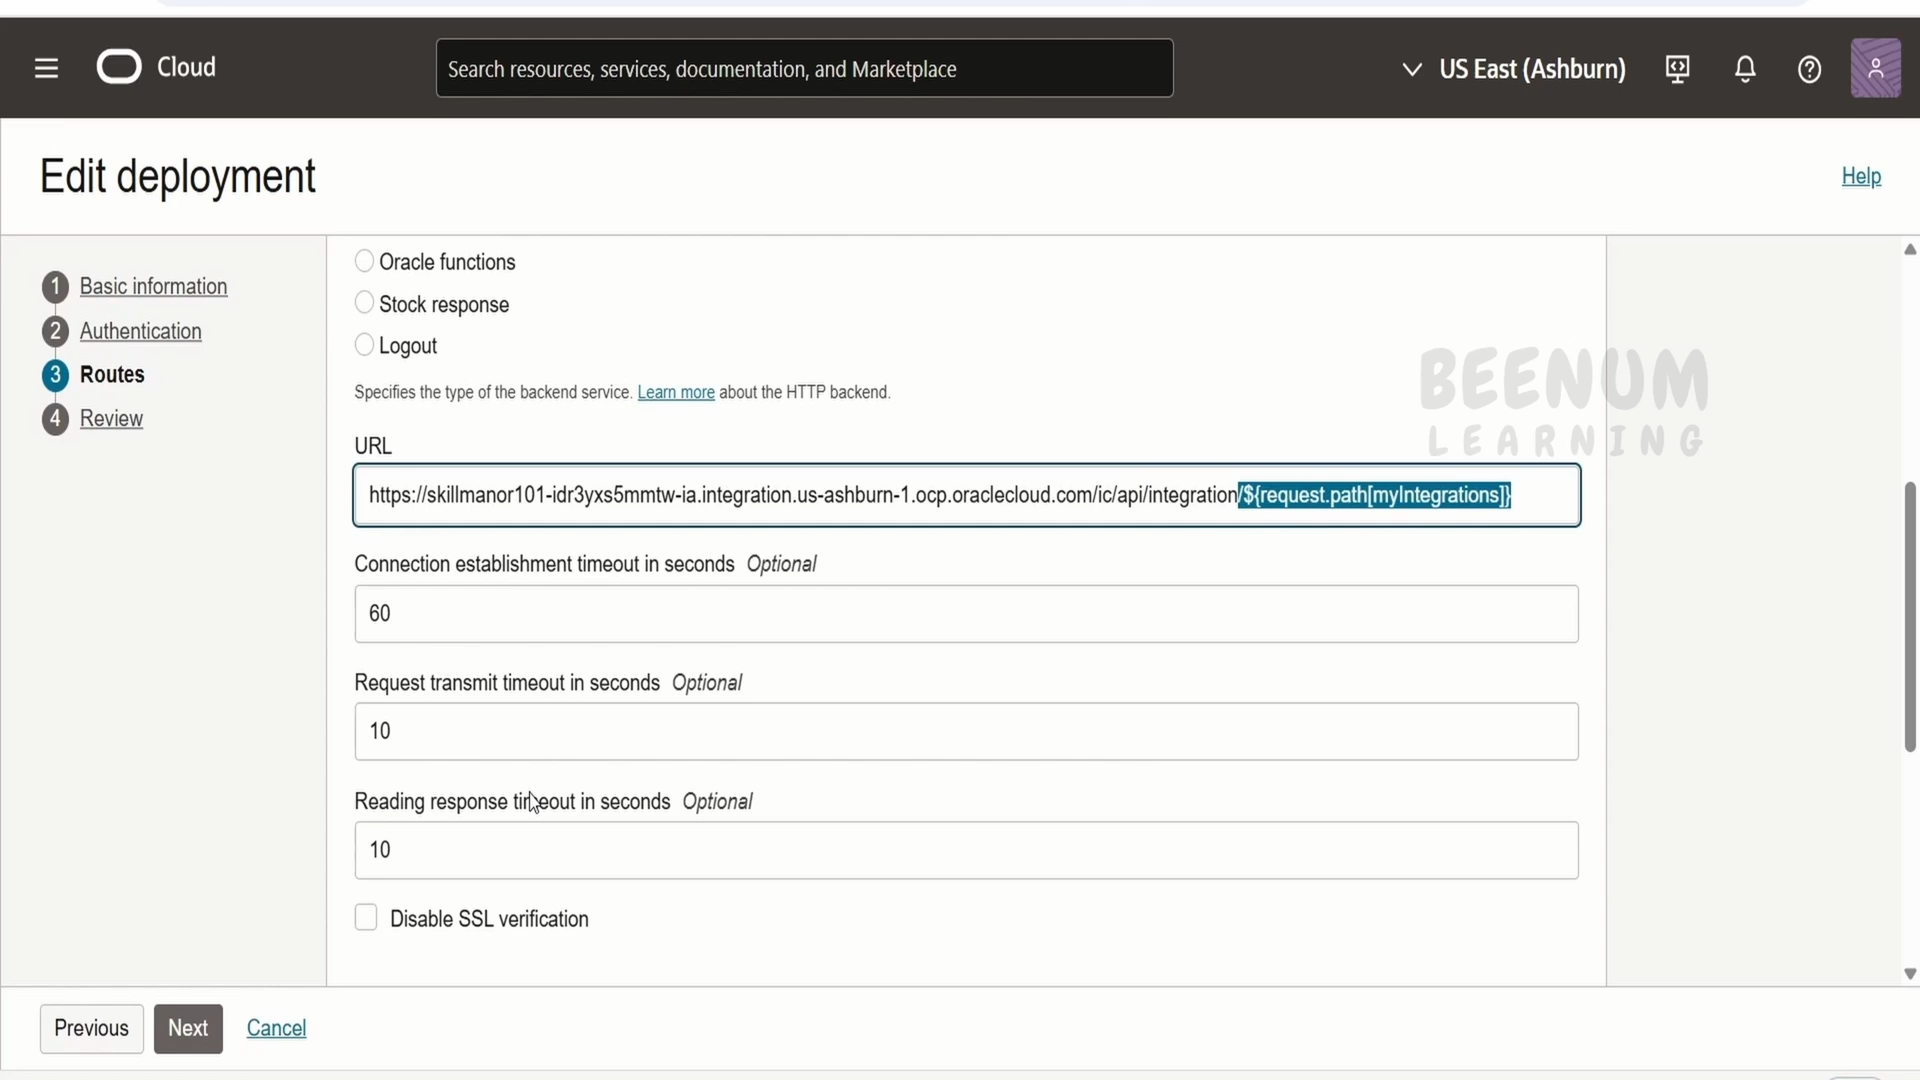 Cloud
Search resources, services, documentation, and Marketplace
US East (Ashburn)
Edit deployment
Help
1 Basic information
2 Authentication
3 Routes
4 Review
Oracle functions
Stock response
Logout
Specifies the type of the backend service. Learn more about the HTTP backend.
BEENUM
LEARNING
URL
https://skillmanor101-idr3yxs5mmtw-ia.integration.us-ashburn-1.ocp.oraclecloud.com/ic/api/integration/${request.path[myIntegrations]}
Connection establishment timeout in seconds Optional
60
Request transmit timeout in seconds Optional
10
Reading response timeout in seconds Optional
10
Disable SSL verification
Previous
Next
Cancel